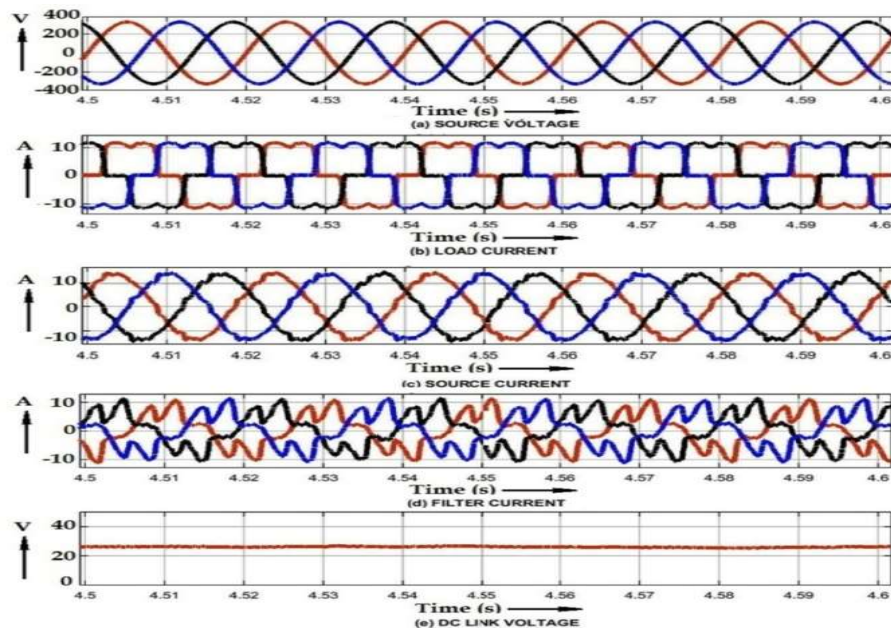 V 400
200
0
-200
-400
4.5 4.51 4.52 4.53 4.54 4.55 4.56 4.57 4.58 4.59 4.6
Time (s)
(a) SOURCE VOLTAGE
A 10
0
-10
4.5 4.51 4.52 4.53 4.54 4.55 4.56 4.57 4.58 4.59 4.6
Time (s)
(b) LOAD CURRENT
A 10
0
-10
4.5 4.51 4.52 4.53 4.54 4.55 4.56 4.57 4.58 4.59 4.6
Time (s)
(c) SOURCE CURRENT
A 10
0
-10
4.5 4.51 4.52 4.53 4.54 4.55 4.56 4.57 4.58 4.59 4.6
Time (s)
(d) FILTER CURRENT
V 40
20
0
4.5 4.51 4.52 4.53 4.54 4.55 4.56 4.57 4.58 4.59 4.6
Time (s)
(e) DC LINK VOLTAGE